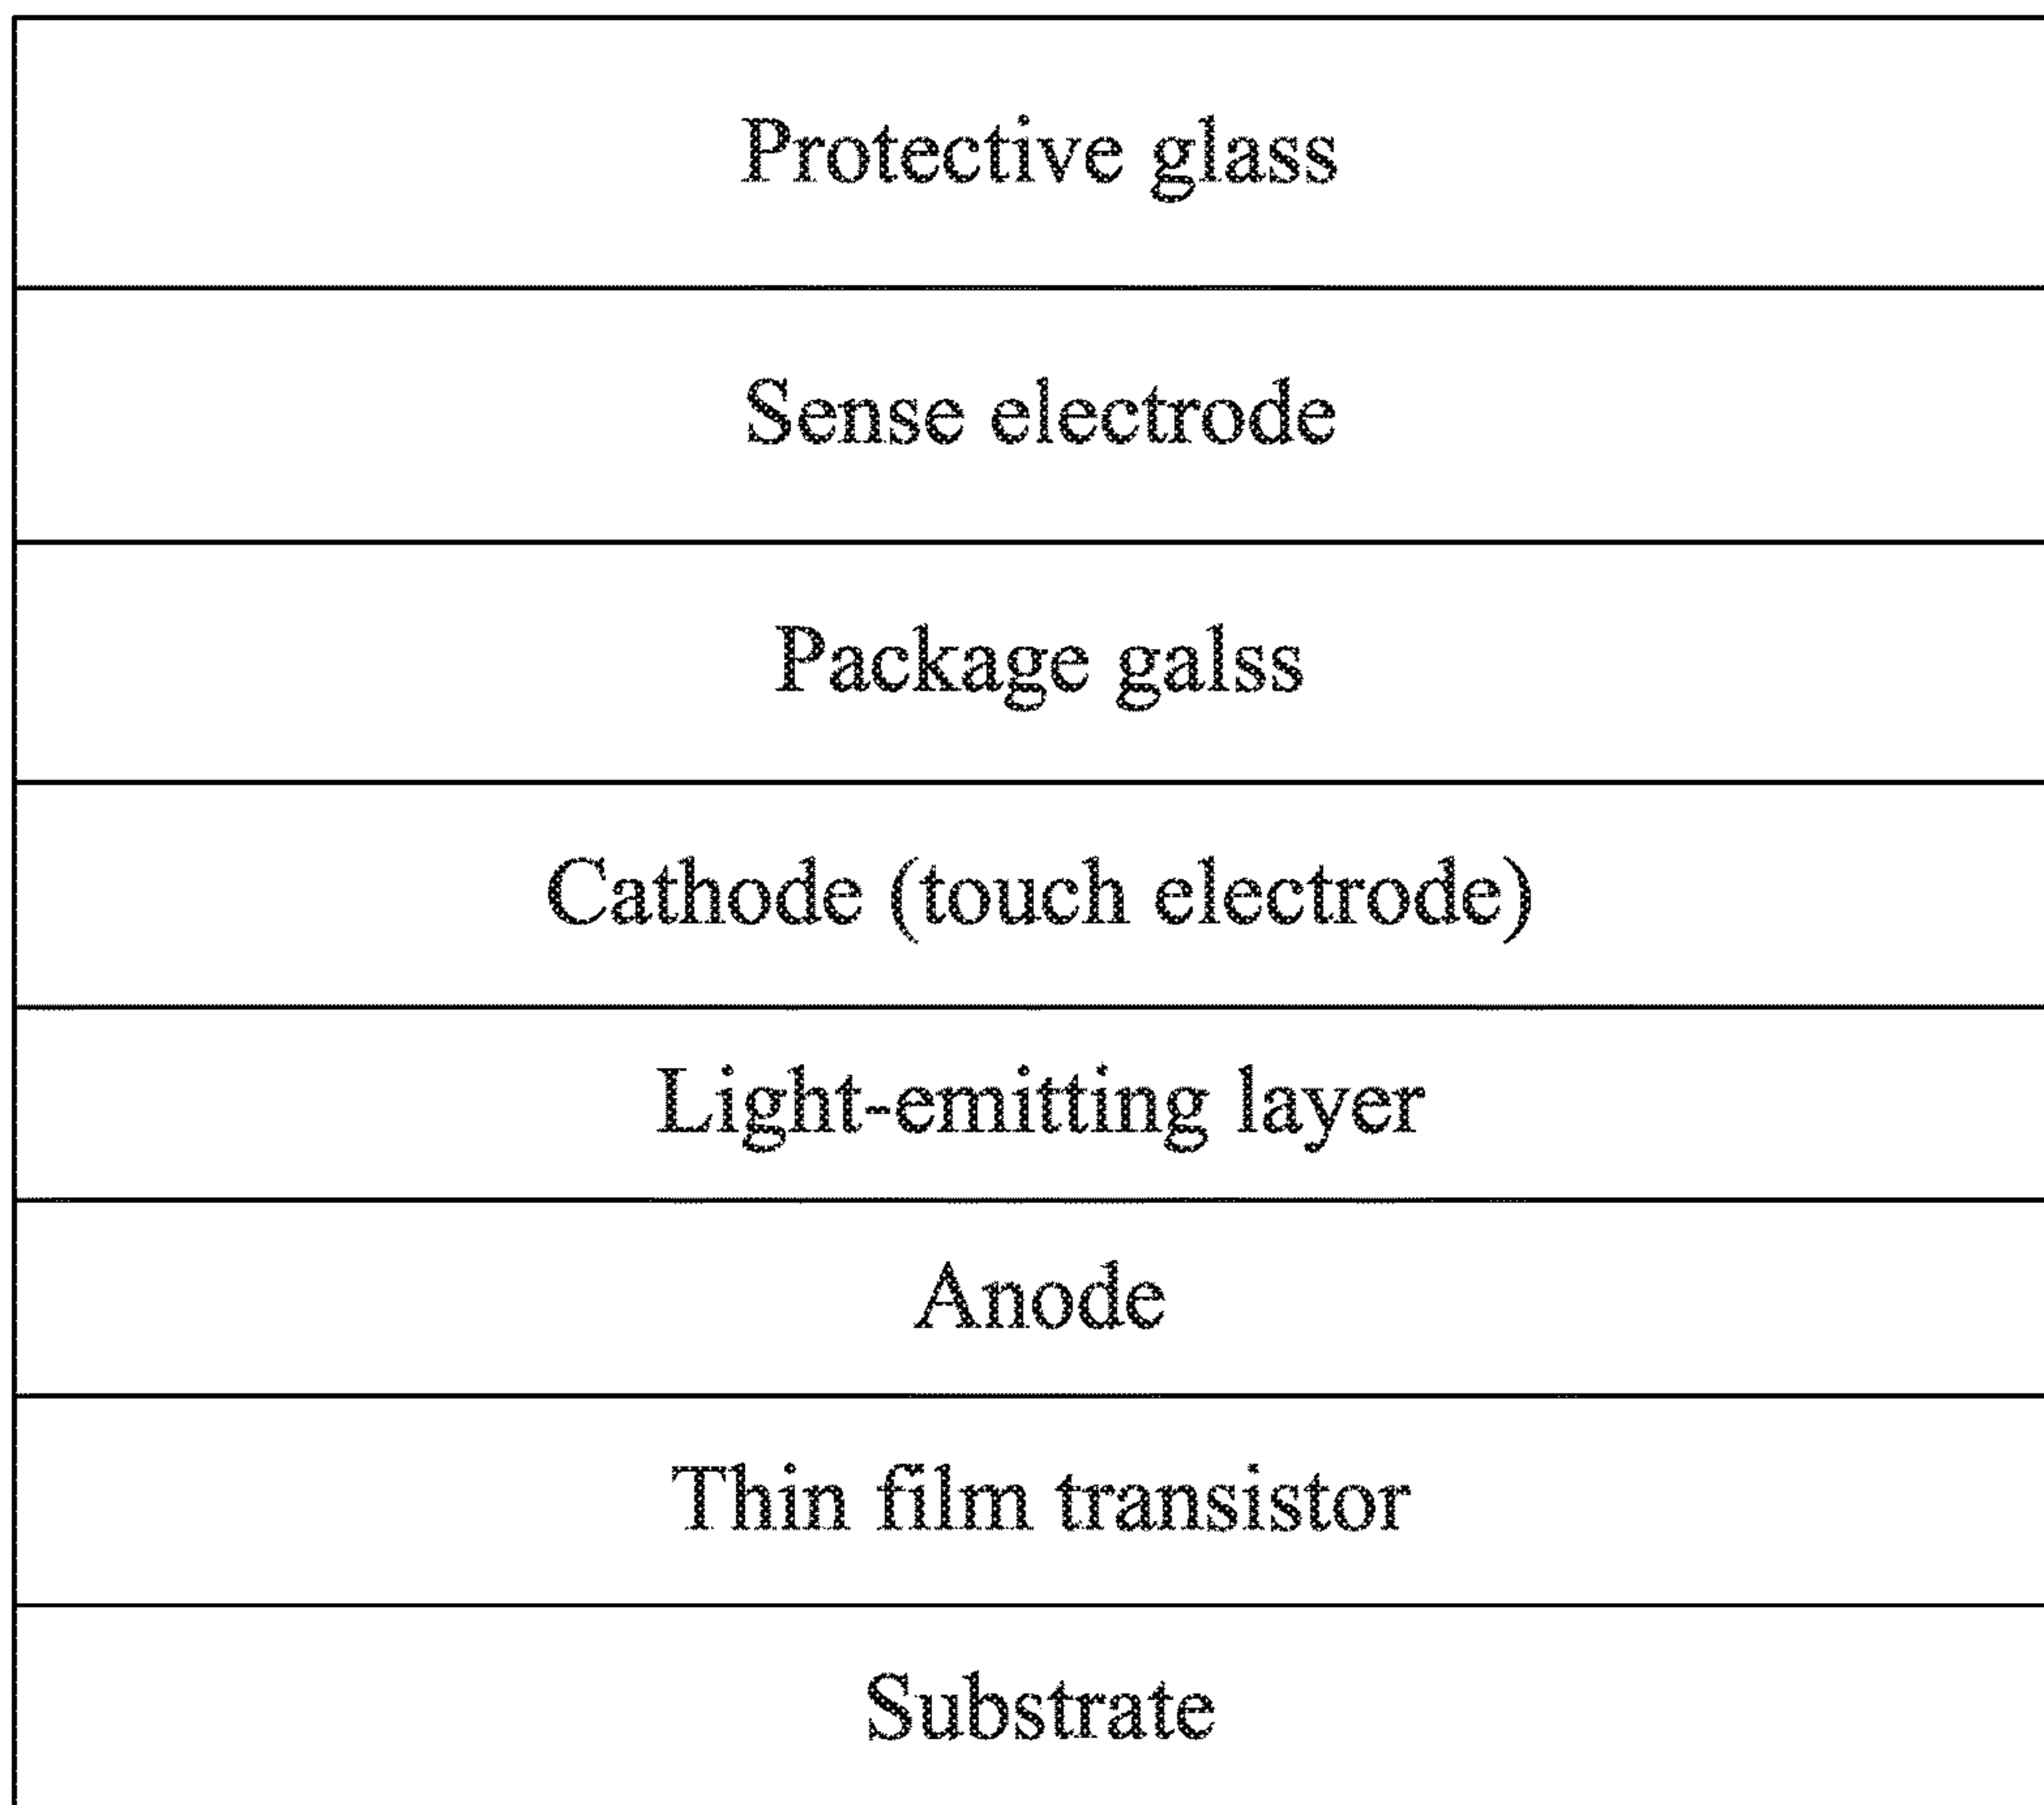 Protective glass
Sense electrode
Package galss
Cathode (touch electrode)
Light-emitting layer
Anode
Thin film transistor
Substrate